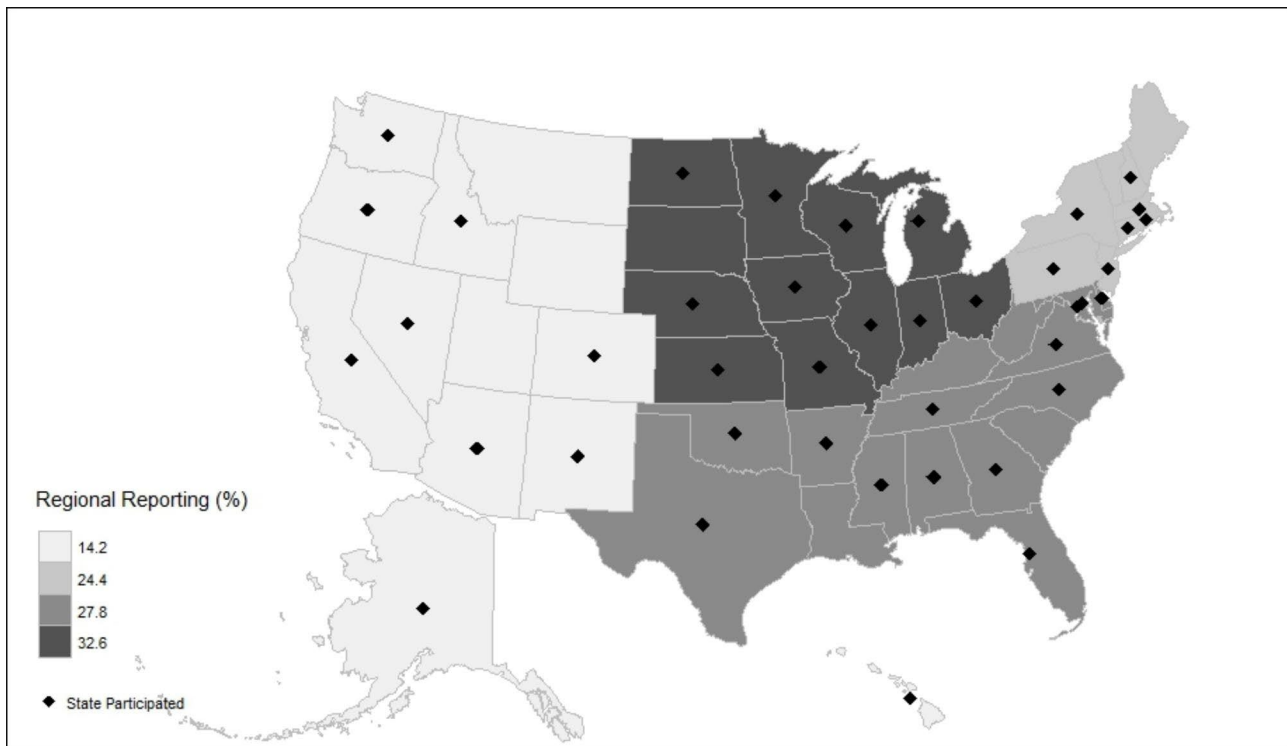 Regional Reporting (%)
14.2
24.4
27.8
32.6
State Participated